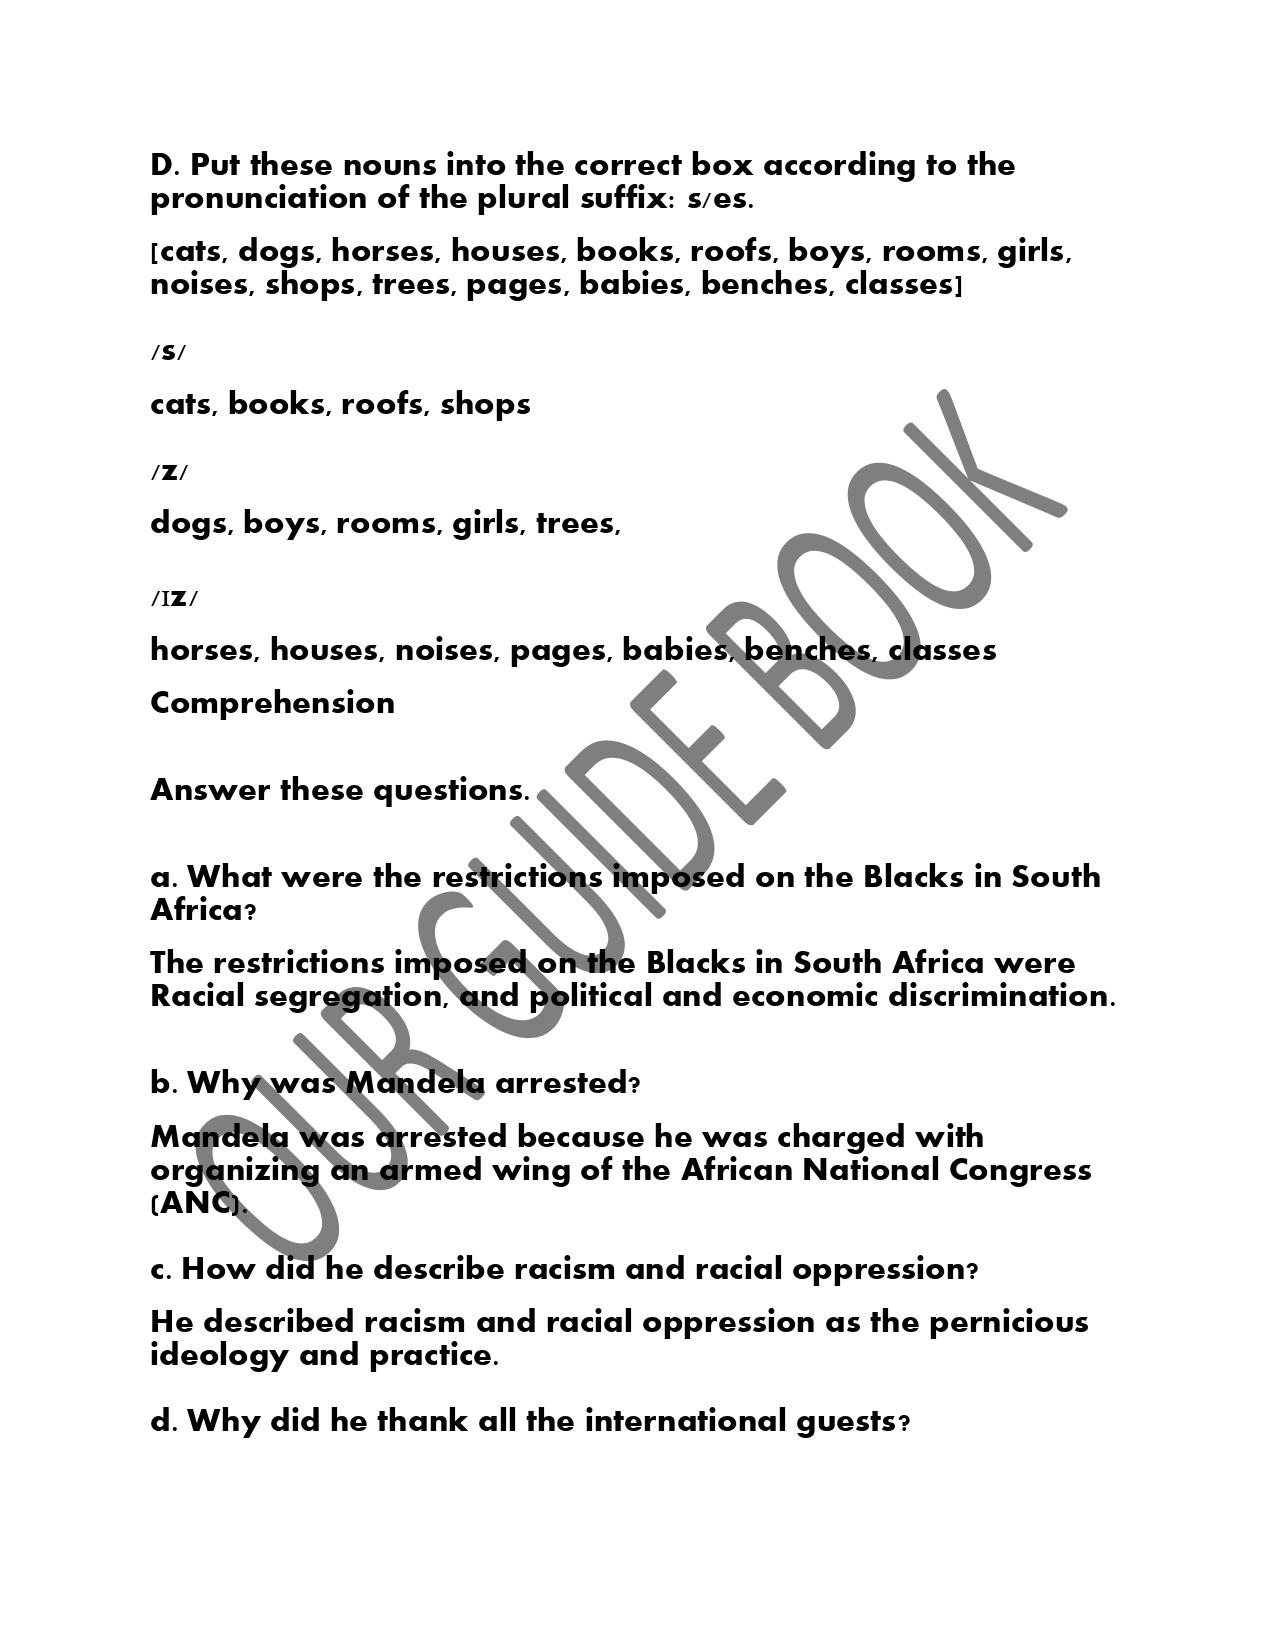 D. Put these nouns into the correct box according to the
pronunciation of the plural suffix: s/es.
[cats, dogs, horses, houses, books, roofs, boys, rooms, girls,
noises, shops, trees, pages, babies, benches, classes]
/s/
cats, books, roofs, shops
/z/
dogs, boys, rooms, girls, trees,
/ɪz/
horses, houses, noises, pages, babies, benches, classes
Comprehension
Answer these questions.
a. What were the restrictions imposed on the Blacks in South
Africa?
The restrictions imposed on the Blacks in South Africa were
Racial segregation, and political and economic discrimination.
b. Why was Mandela arrested?
Mandela was arrested because he was charged with
organizing an armed wing of the African National Congress
(ANC).
c. How did he describe racism and racial oppression?
He described racism and racial oppression as the pernicious
ideology and practice.
d. Why did he thank all the international guests?
OUR GUIDE BOOK